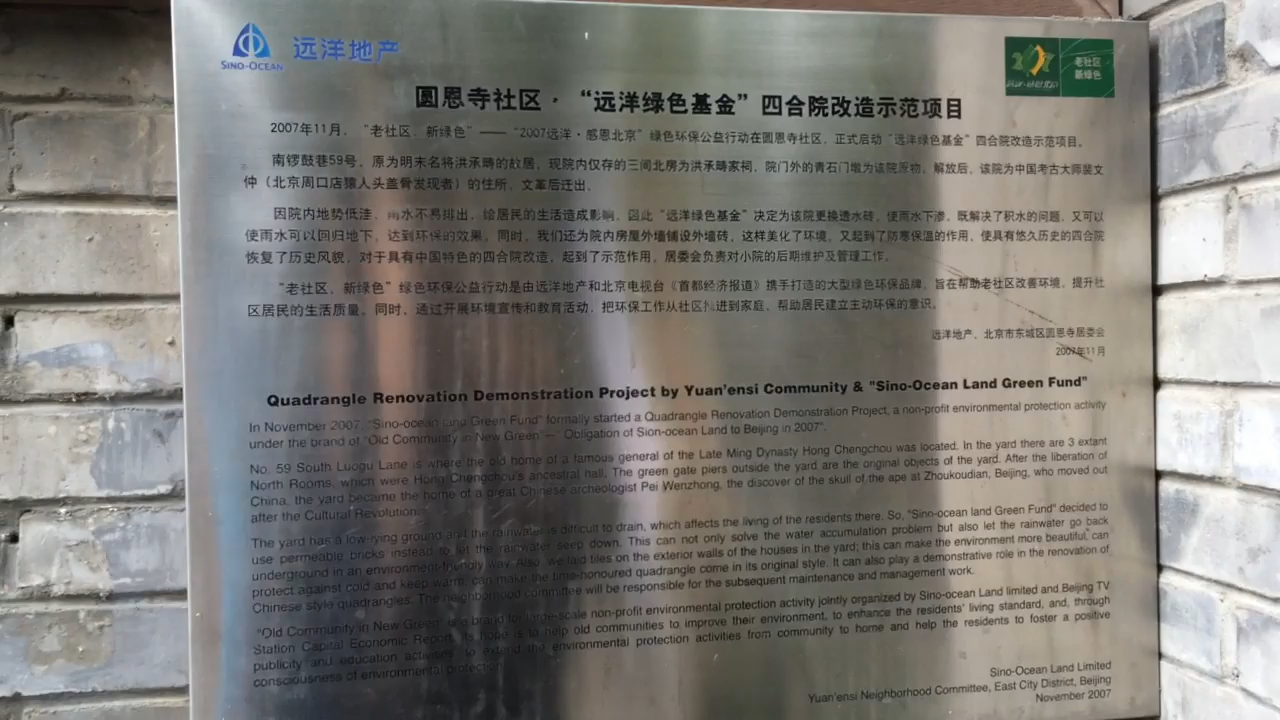 SINO-OCEAN 远洋地产
2007
老社区
新绿色
圆恩寺社区·“远洋绿色基金”四合院改造示范项目
2007年11月，“老社区、新绿色”——“2007远洋·感恩北京”绿色环保公益行动在圆恩寺社区，正式启动“远洋绿色基金”四合院改造示范项目。
南锣鼓巷59号，原为明末名将洪承畴的故居，现院内仅存的三间北房为洪承畴家祠，院门外的青石门墩为该院原物，解放后，该院为中国考古大师裴文
仲（北京周口店猿人头盖骨发现者）的住所，文革后迁出。
因院内地势低洼，雨水不易排出，给居民的生活造成影响，因此“远洋绿色基金”决定为该院更换透水砖，使雨水下渗，既解决了积水的问题，又可以
使雨水可以回归地下，达到环保的效果。同时，我们还为院内房屋外墙铺设外墙砖，这样美化了环境，又起到了防寒保温的作用，使具有悠久历史的四合院
恢复了历史风貌，对于具有中国特色的四合院改造，起到了示范作用，居委会负责对小院的后期维护及管理工作。
“老社区、新绿色”绿色环保公益行动是由远洋地产和北京电视台《首都经济报道》携手打造的大型绿色环保品牌，旨在帮助老社区改善环境，提升社
区居民的生活质量。同时，通过开展环境宣传和教育活动，把环保工作从社区推进到家庭，帮助居民建立主动环保的意识。
远洋地产、北京市东城区圆恩寺居委会
2007年11月
Quadrangle Renovation Demonstration Project by Yuan'ensi Community & "Sino-Ocean Land Green Fund"
In November 2007, "Sino-ocean land Green Fund" formally started a Quadrangle Renovation Demonstration Project, a non-profit environmental protection activity
under the brand of "Old Community in New Green"—" Obligation of Sion-ocean Land to Beijing in 2007".
No. 59 South Luogu Lane is where the old home of a famous general of the Late Ming Dynasty Hong Chengchou was located. In the yard there are 3 extant
North Rooms, which were Hong Chengchou's ancestral hall. The green gate piers outside the yard are the original objects of the yard. After the liberation of
China, the yard became the home of a great Chinese archeologist Pei Wenzhong, the discover of the skull of the ape at Zhoukoudian, Beijing, who moved out
after the Cultural Revolution.
The yard has a low-lying ground and the rainwater is difficult to drain, which affects the living of the residents there. So, "Sino-ocean land Green Fund" decided to
use permeable bricks instead to let the rainwater seep down. This can not only solve the water accumulation problem but also let the rainwater go back
underground in an environment-friendly way. Also, we laid tiles on the exterior walls of the houses in the yard; this can make the environment more beautiful, can
protect against cold and keep warm, can make the time-honoured quadrangle come in its original style. It can also play a demonstrative role in the renovation of
Chinese style quadrangles. The neighborhood committee will be responsible for the subsequent maintenance and management work.
"Old Community in New Green" is a brand for large-scale non-profit environmental protection activity jointly organized by Sino-ocean Land limited and Beijing TV
Station Capital Economic Report. Its hope is to help old communities to improve their environment, to enhance the residents' living standard, and, through
publicity and education activities, to extend the environmental protection activities from community to home and help the residents to foster a positive
consciousness of environmental protection.
Sino-Ocean Land Limited
Yuan'ensi Neighborhood Committee, East City District, Beijing
November 2007